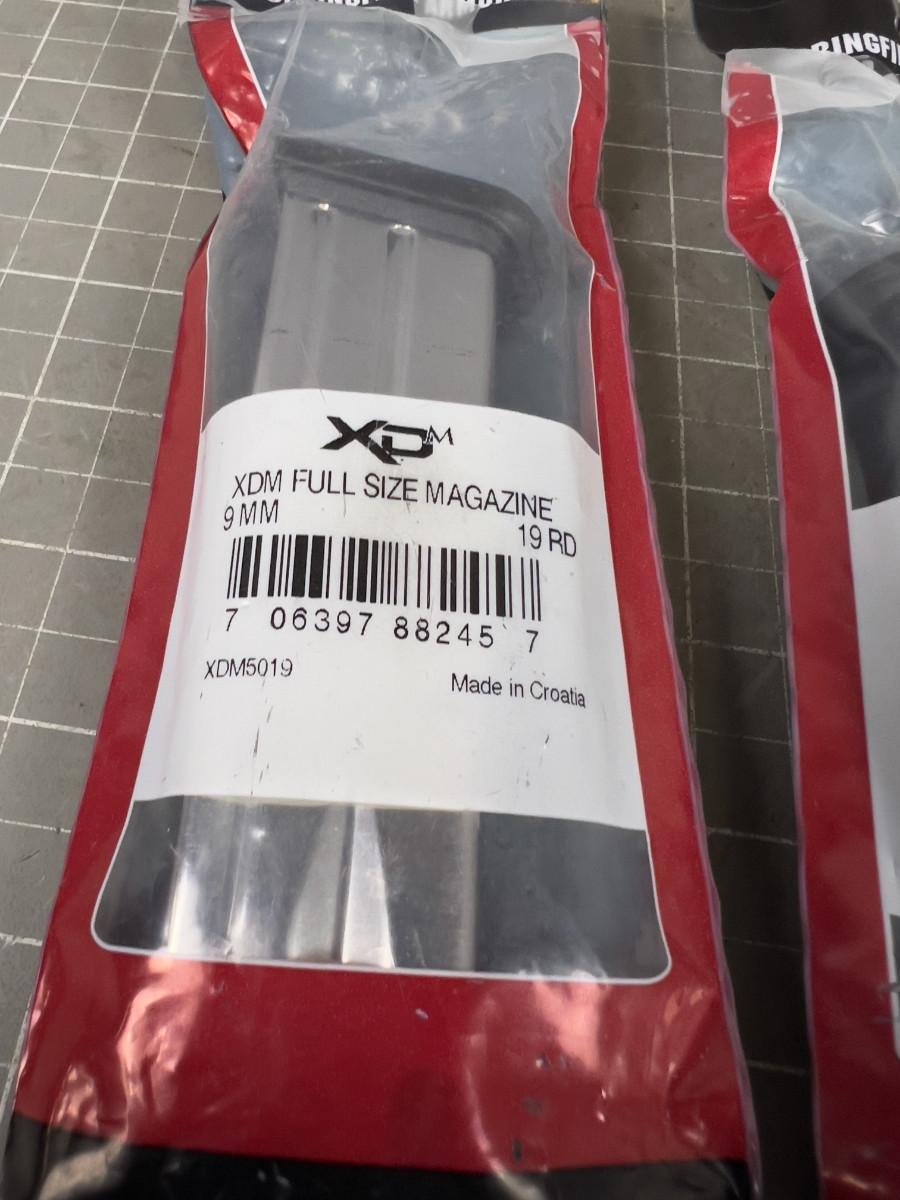 XDM
XDM FULL SIZE MAGAZINE
9 MM 19 RD
7 06397 88245 7
XDM5019
Made in Croatia